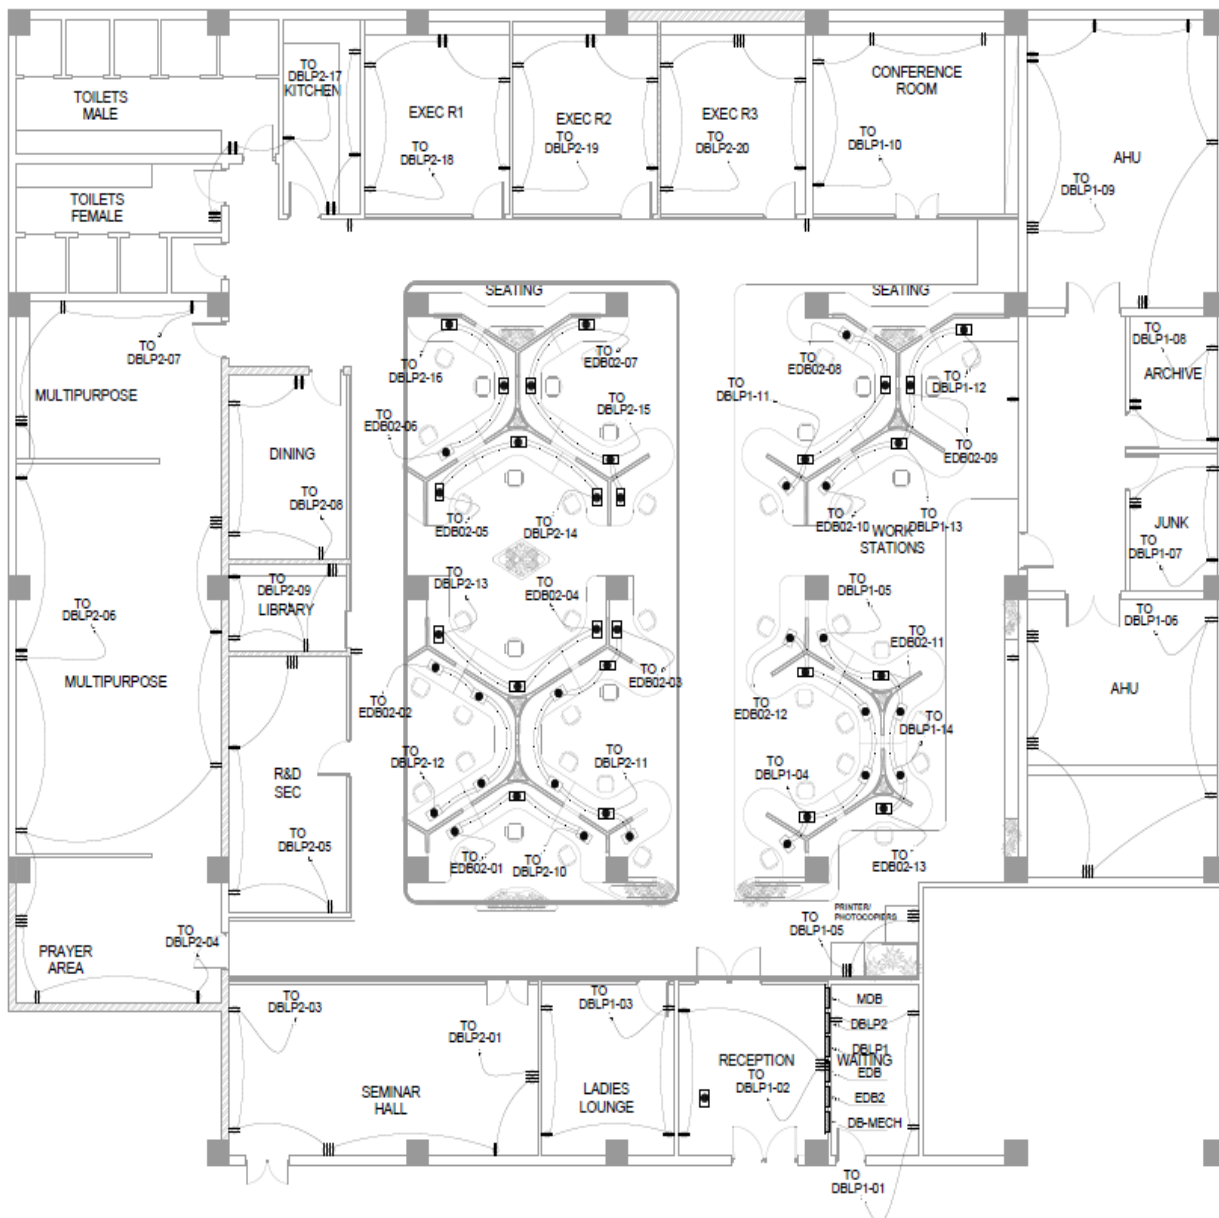 TO
DBLP2-17
KITCHEN
TOILETS
MALE
EXEC R1
TO
DBLP2-18
EXEC R2
TO
DBLP2-19
EXEC R3
TO
DBLP2-20
CONFERENCE
ROOM
TO
DBLP1-10
AHU
TO
DBLP1-09
TOILETS
FEMALE
SEATING
SEATING
TO
DBLP2-07
TO
DBLP2-16
TO
EDB02-07
TO
EDB02-08
TO
DBLP1-12
TO
DBLP1-08
ARCHIVE
MULTIPURPOSE
TO
DBLP1-11
TO
DBLP2-15
TO
EDB02-06
DINING
TO
EDB02-09
TO
DBLP2-08
TO
EDB02-05
TO
DBLP2-14
TO
EDB02-10
TO
DBLP1-13
WORK
STATIONS
JUNK
TO
DBLP1-07
TO
DBLP2-09
LIBRARY
TO
DBLP2-13
TO
EDB02-04
TO
DBLP1-05
TO
DBLP2-06
TO
DBLP1-06
TO
EDB02-11
MULTIPURPOSE
TO
EDB02-02
TO
EDB02-03
TO
EDB02-12
AHU
TO
DBLP1-14
TO
DBLP2-12
TO
DBLP2-11
TO
DBLP1-04
R&D
SEC
TO
DBLP2-05
TO
EDB02-01
TO
DBLP2-10
TO
EDB02-13
PRINTER/
PHOTOCOPIERS
TO
DBLP1-05
TO
DBLP2-04
PRAYER
AREA
TO
DBLP2-03
TO
DBLP2-01
TO
DBLP1-03
MDB
DBLP2
DBLP1
RECEPTION
WAITING
EDB
TO
DBLP1-02
EDB2
DB-MECH
SEMINAR
HALL
LADIES
LOUNGE
TO
DBLP1-01